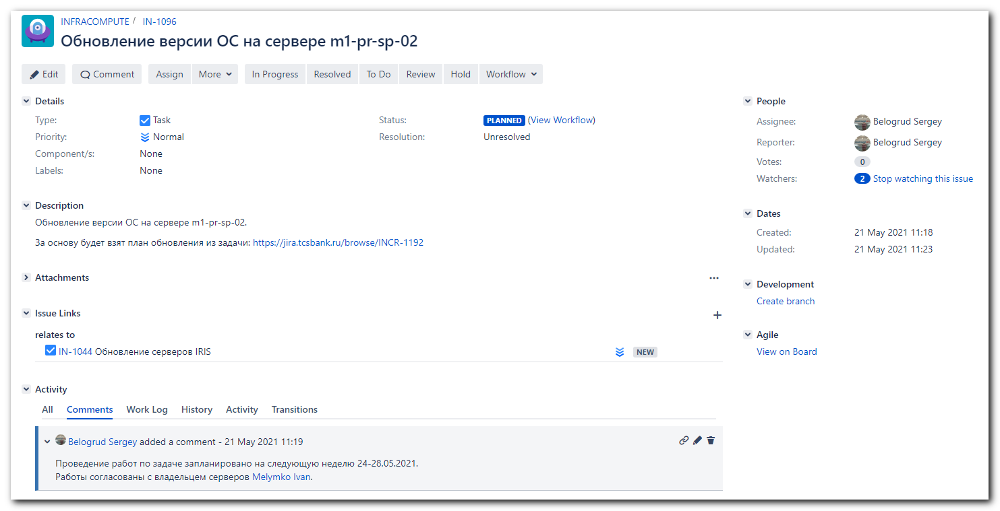 INFRACOMPUTE / IN-1096
Обновление версии ОС на сервере m1-pr-sp-02
Edit Comment Assign More In Progress Resolved To Do Review Hold Workflow
Details
Type: Task
Status: PLANNED (View Workflow)
Priority: Normal
Resolution: Unresolved
Component/s: None
Labels: None
Description
Обновление версии ОС на сервере m1-pr-sp-02.
За основу будет взят план обновления из задачи: https://jira.tcsbank.ru/browse/INCR-1192
Attachments
Issue Links
relates to
IN-1044 Обновление серверов IRIS NEW
Activity
All Comments Work Log History Activity Transitions
Belogrud Sergey added a comment - 21 May 2021 11:19
Проведение работ по задаче запланировано на следующую неделю 24-28.05.2021.
Работы согласованы с владельцем серверов Melymko Ivan.
People
Assignee: Belogrud Sergey
Reporter: Belogrud Sergey
Votes: 0
Watchers: 2 Stop watching this issue
Dates
Created: 21 May 2021 11:18
Updated: 21 May 2021 11:23
Development
Create branch
Agile
View on Board